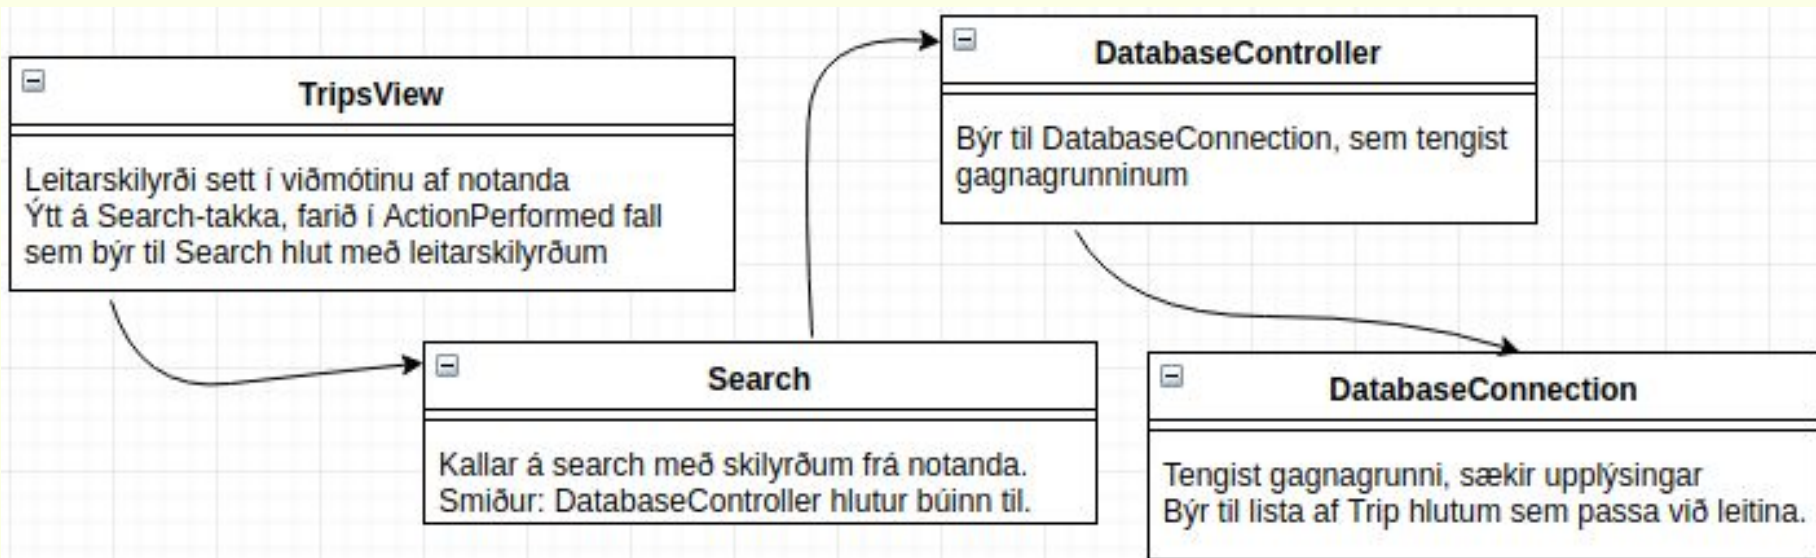 TripsView
Leitarskilyrði sett í viðmótinu af notanda
Ýtt á Search-takka, farið í ActionPerformed fall
sem býr til Search hlut með leitarskilyrðum
Search
Kallar á search með skilyrðum frá notanda.
Smiður: DatabaseController hlutur búinn til.
DatabaseController
Býr til DatabaseConnection, sem tengist
gagnagrunninum
DatabaseConnection
Tengist gagnagrunni, sækir upplýsingar
Býr til lista af Trip hlutum sem passa við leitina.